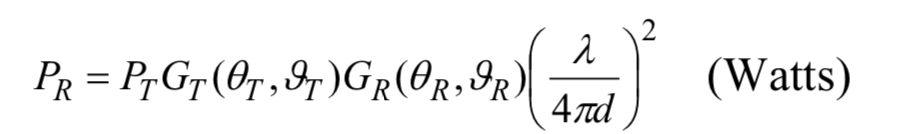 P_R = P_T G_T(θ_T, ϑ_T) G_R(θ_R, ϑ_R) (λ / 4πd)^2 (Watts)